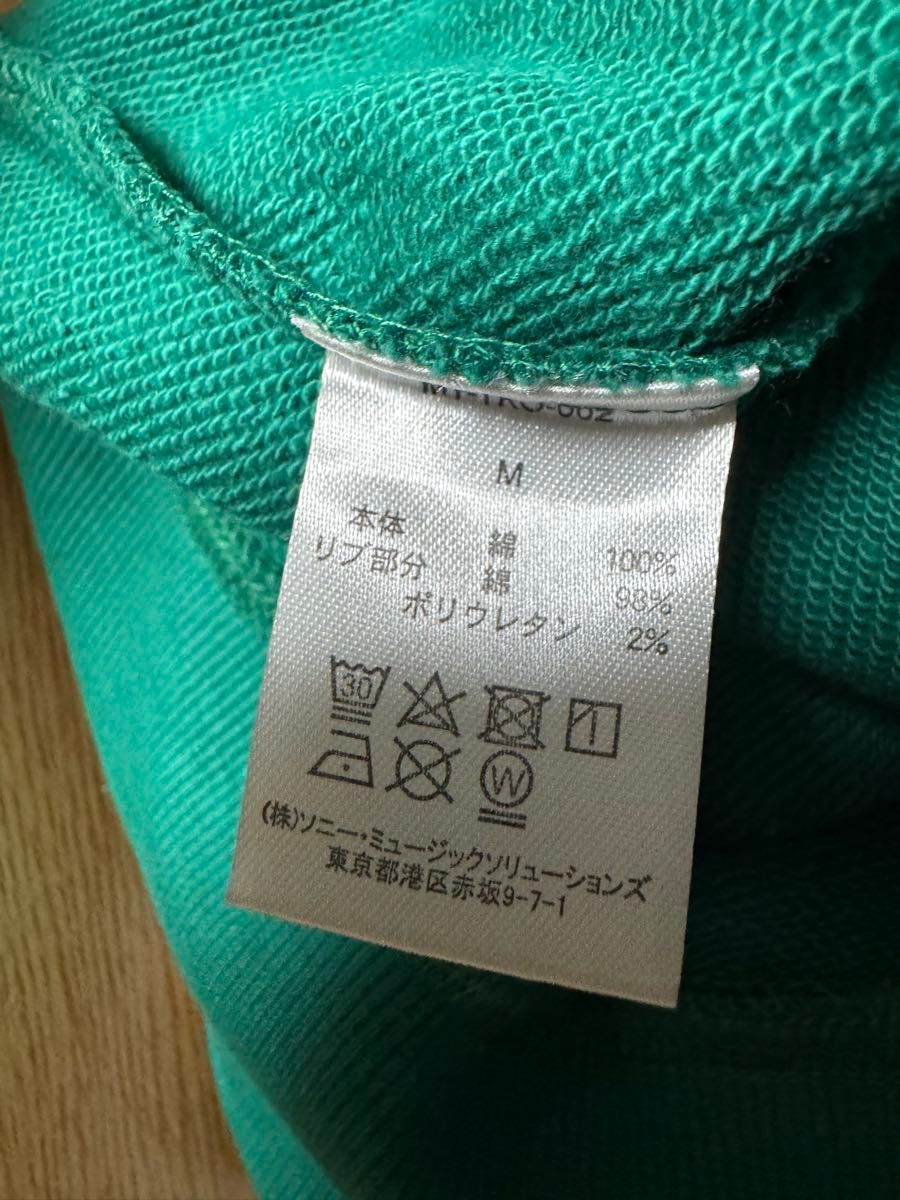 M
本体 綿 100%
リブ部分 綿 98%
ポリウレタン 2%
30
W
(株)ソニー・ミュージックソリューションズ
東京都港区赤坂9-7-1